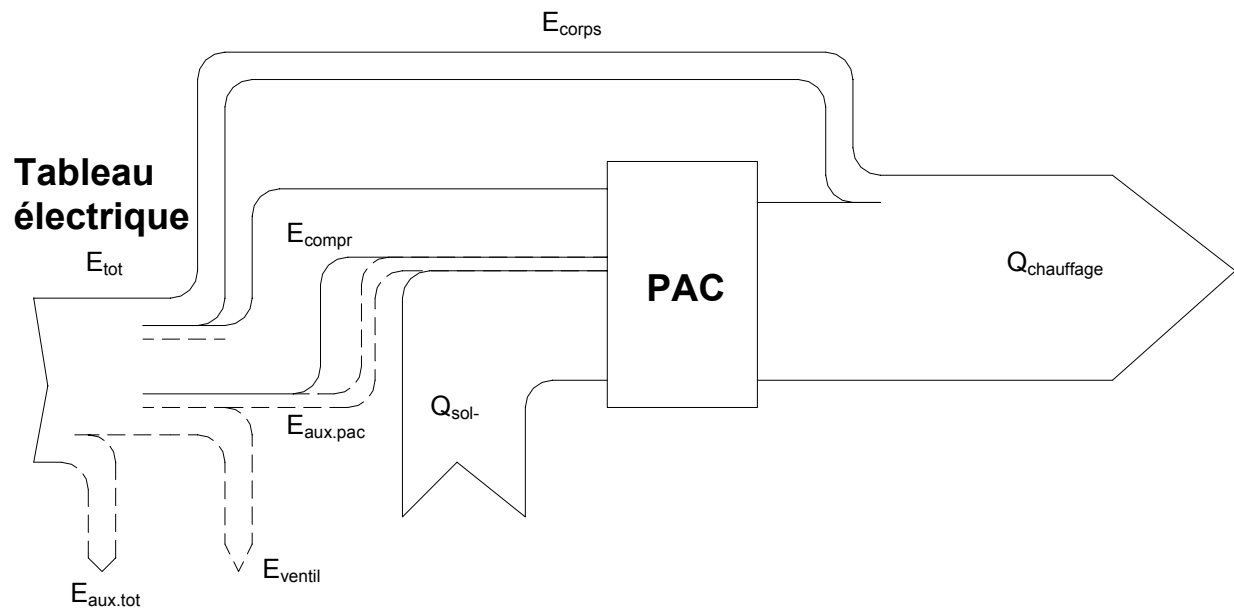 E_corps
Tableau
électrique
E_tot
E_compr
PAC
Q_chauffage
Q_sol-
E_aux.pac
E_ventil
E_aux.tot